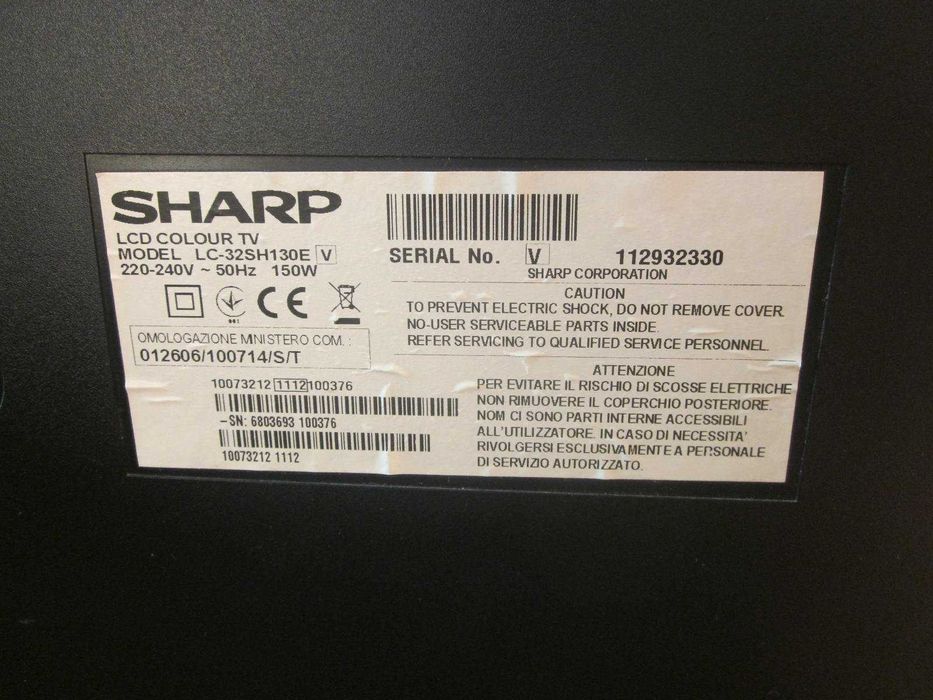 SHARP
LCD COLOUR TV
MODEL LC-32SH130E V
220-240V ~ 50Hz 150W
CE
OMOLOGAZIONE MINISTERO COM. :
012606/100714/S/T
10073212 1112 100376
-SN: 6803693 100376
10073212 1112
SERIAL No. V 112932330
SHARP CORPORATION
CAUTION
TO PREVENT ELECTRIC SHOCK, DO NOT REMOVE COVER.
NO-USER SERVICEABLE PARTS INSIDE.
REFER SERVICING TO QUALIFIED SERVICE PERSONNEL.
ATTENZIONE
PER EVITARE IL RISCHIO DI SCOSSE ELETTRICHE
NON RIMUOVERE IL COPERCHIO POSTERIORE.
NOM CI SONO PARTI INTERNE ACCESSIBILI
ALL'UTILIZZATORE. IN CASO DI NECESSITA'
RIVOLGERSI ESCLUSIVAMENTE A PERSONALE
DI SERVIZIO AUTORIZZATO.